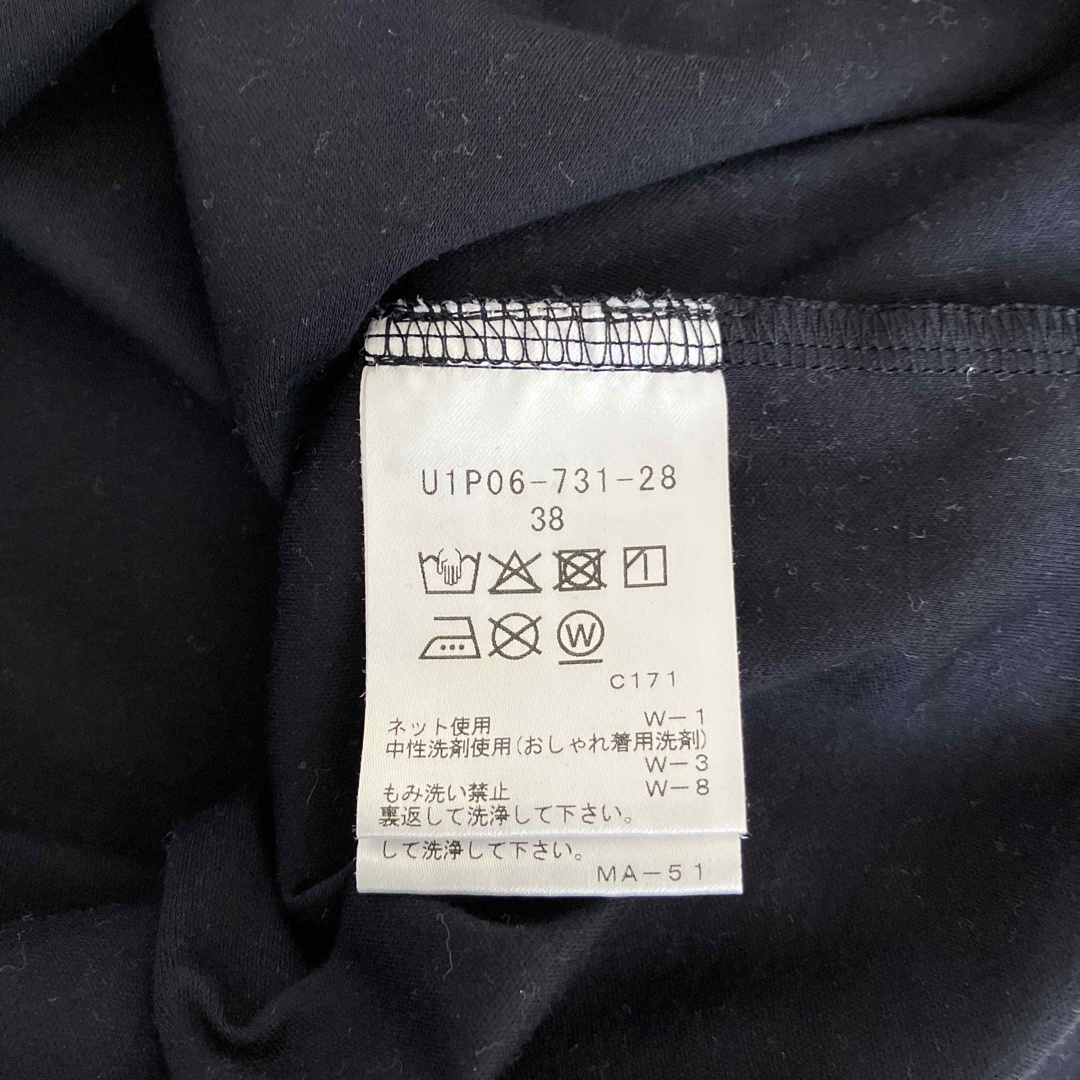 U1P06-731-28
38
W
C171
ネット使用 W-1
中性洗剤使用(おしゃれ着用洗剤)
W-3
もみ洗い禁止 W-8
裏返して洗浄して下さい。
して洗浄して下さい。
MA-51